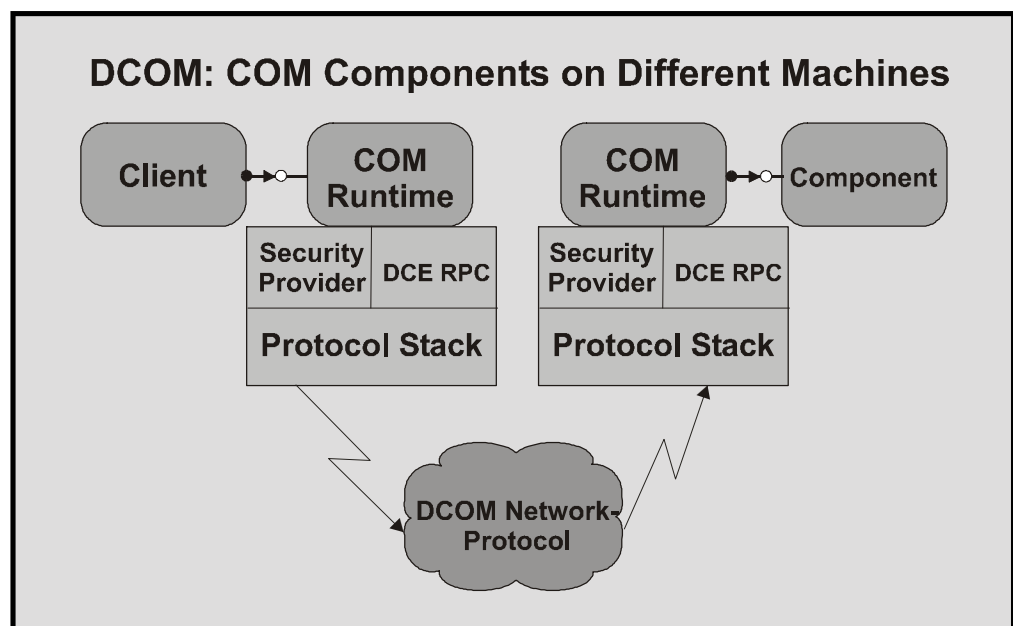 DCOM: COM Components on Different Machines
Client
COM
Runtime
COM
Runtime
Component
Security
Provider
DCE RPC
Security
Provider
DCE RPC
Protocol Stack
Protocol Stack
DCOM Network-
Protocol